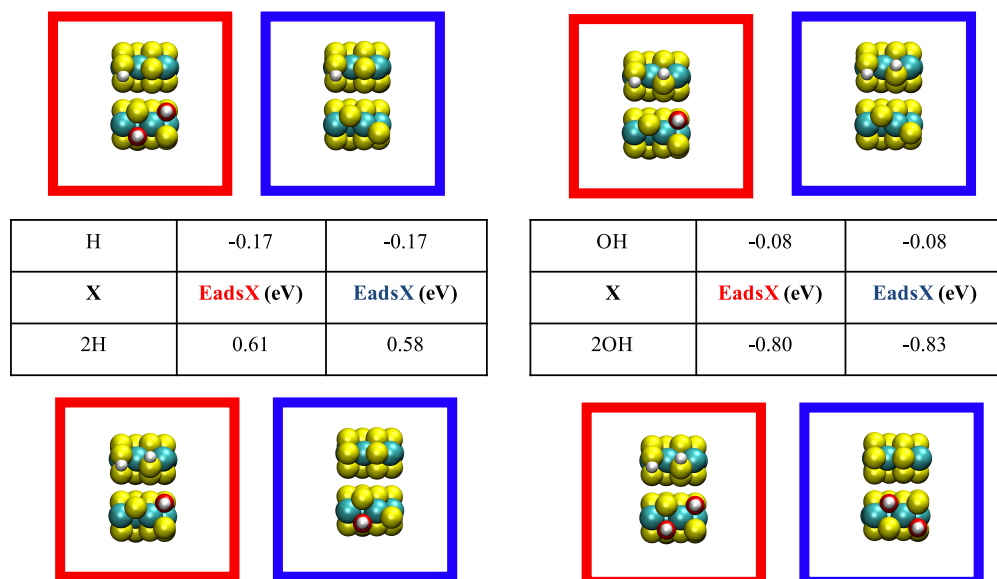 H -0.17 -0.17
X EadsX (eV) EadsX (eV)
2H 0.61 0.58
OH -0.08 -0.08
X EadsX (eV) EadsX (eV)
2OH -0.80 -0.83